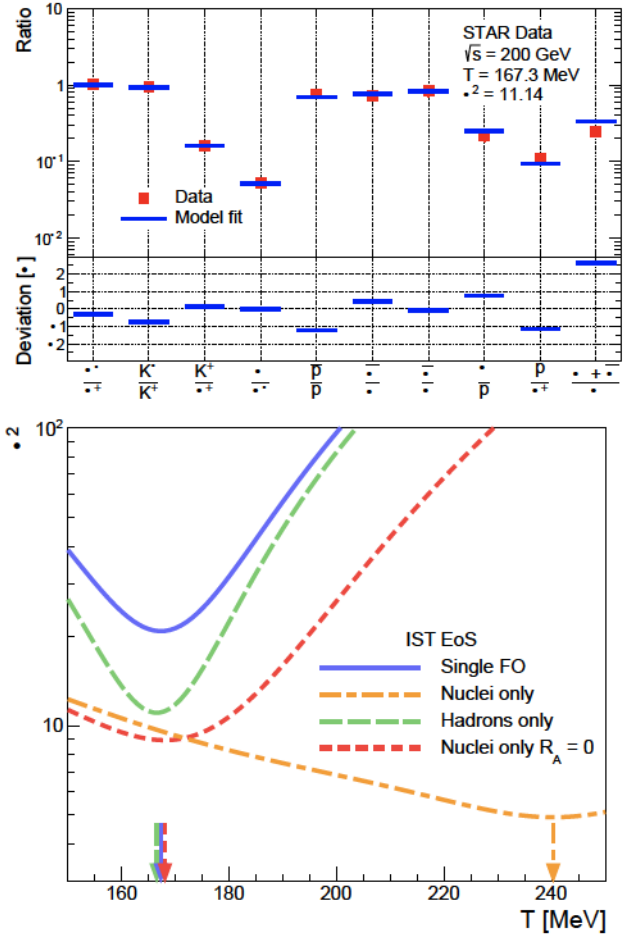 Ratio
STAR Data
√s = 200 GeV
T = 167.3 MeV
•² = 11.14
10
1
10⁻¹
10⁻²
Data
Model fit
Deviation [•]
2
1
0
•1
•2
K⁻/K⁺
K⁺/•⁺
p̄/p
•/p
p/•⁺
•²
10²
10
IST EoS
Single FO
Nuclei only
Hadrons only
Nuclei only R_A = 0
160 180 200 220 240
T [MeV]